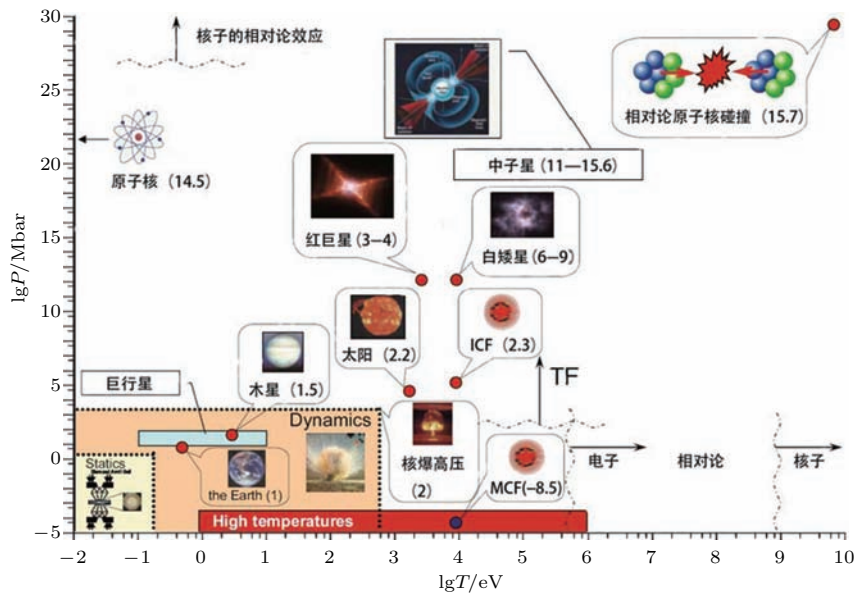 30
25
20
15
10
5
0
−5
lgP/Mbar
核子的相对论效应
原子核（14.5）
相对论原子核碰撞（15.7）
中子星（11—15.6）
红巨星（3—4）
白矮星（6—9）
太阳（2.2）
ICF（2.3）
木星（1.5）
巨行星
TF
Dynamics
核爆高压
（2）
Statics
the Earth（1）
MCF(−8.5)
电子
相对论
核子
High temperatures
−2
−1
0
1
2
3
4
5
6
7
8
9
10
lgT/eV